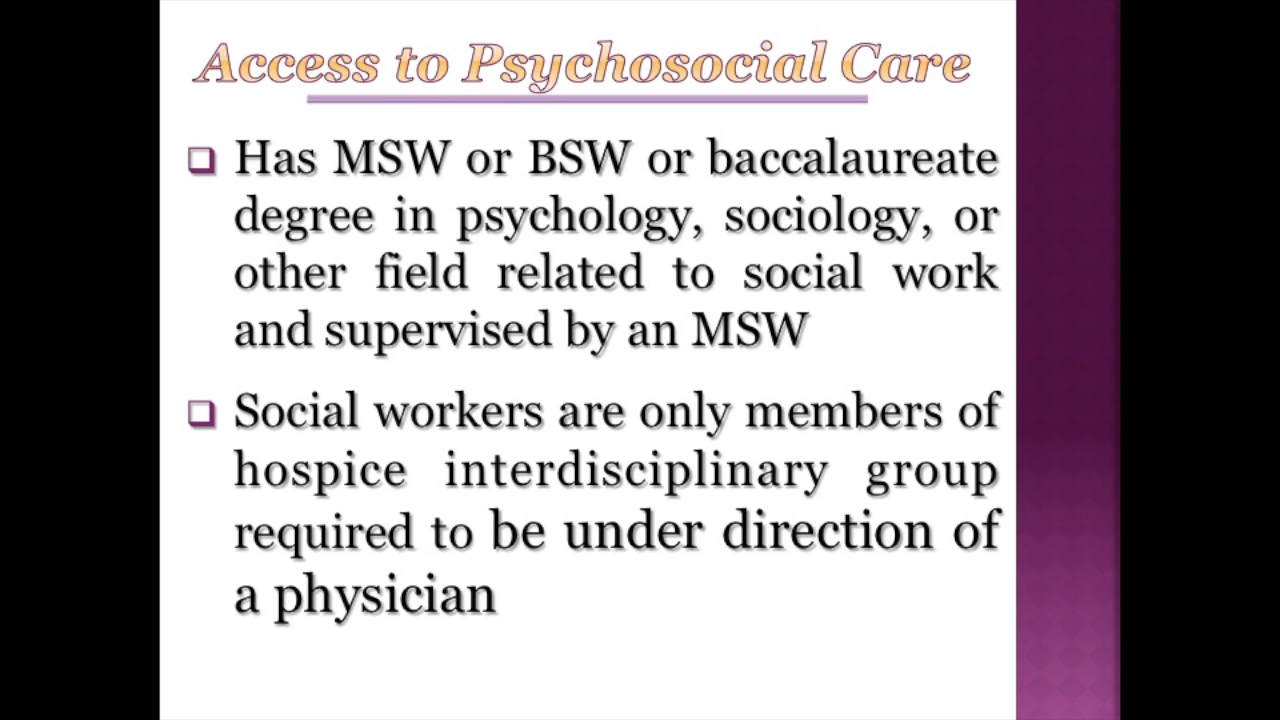 Access to Psychosocial Care
Has MSW or BSW or baccalaureate
degree in psychology, sociology, or
other field related to social work
and supervised by an MSW
Social workers are only members of
hospice interdisciplinary group
required to be under direction of
a physician